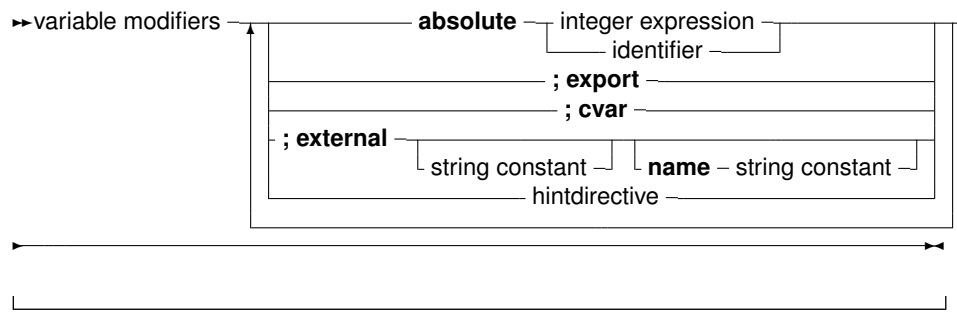 variable modifiers absolute integer expression
identifier
; export
; cvar
; external
string constant name string constant
hintdirective